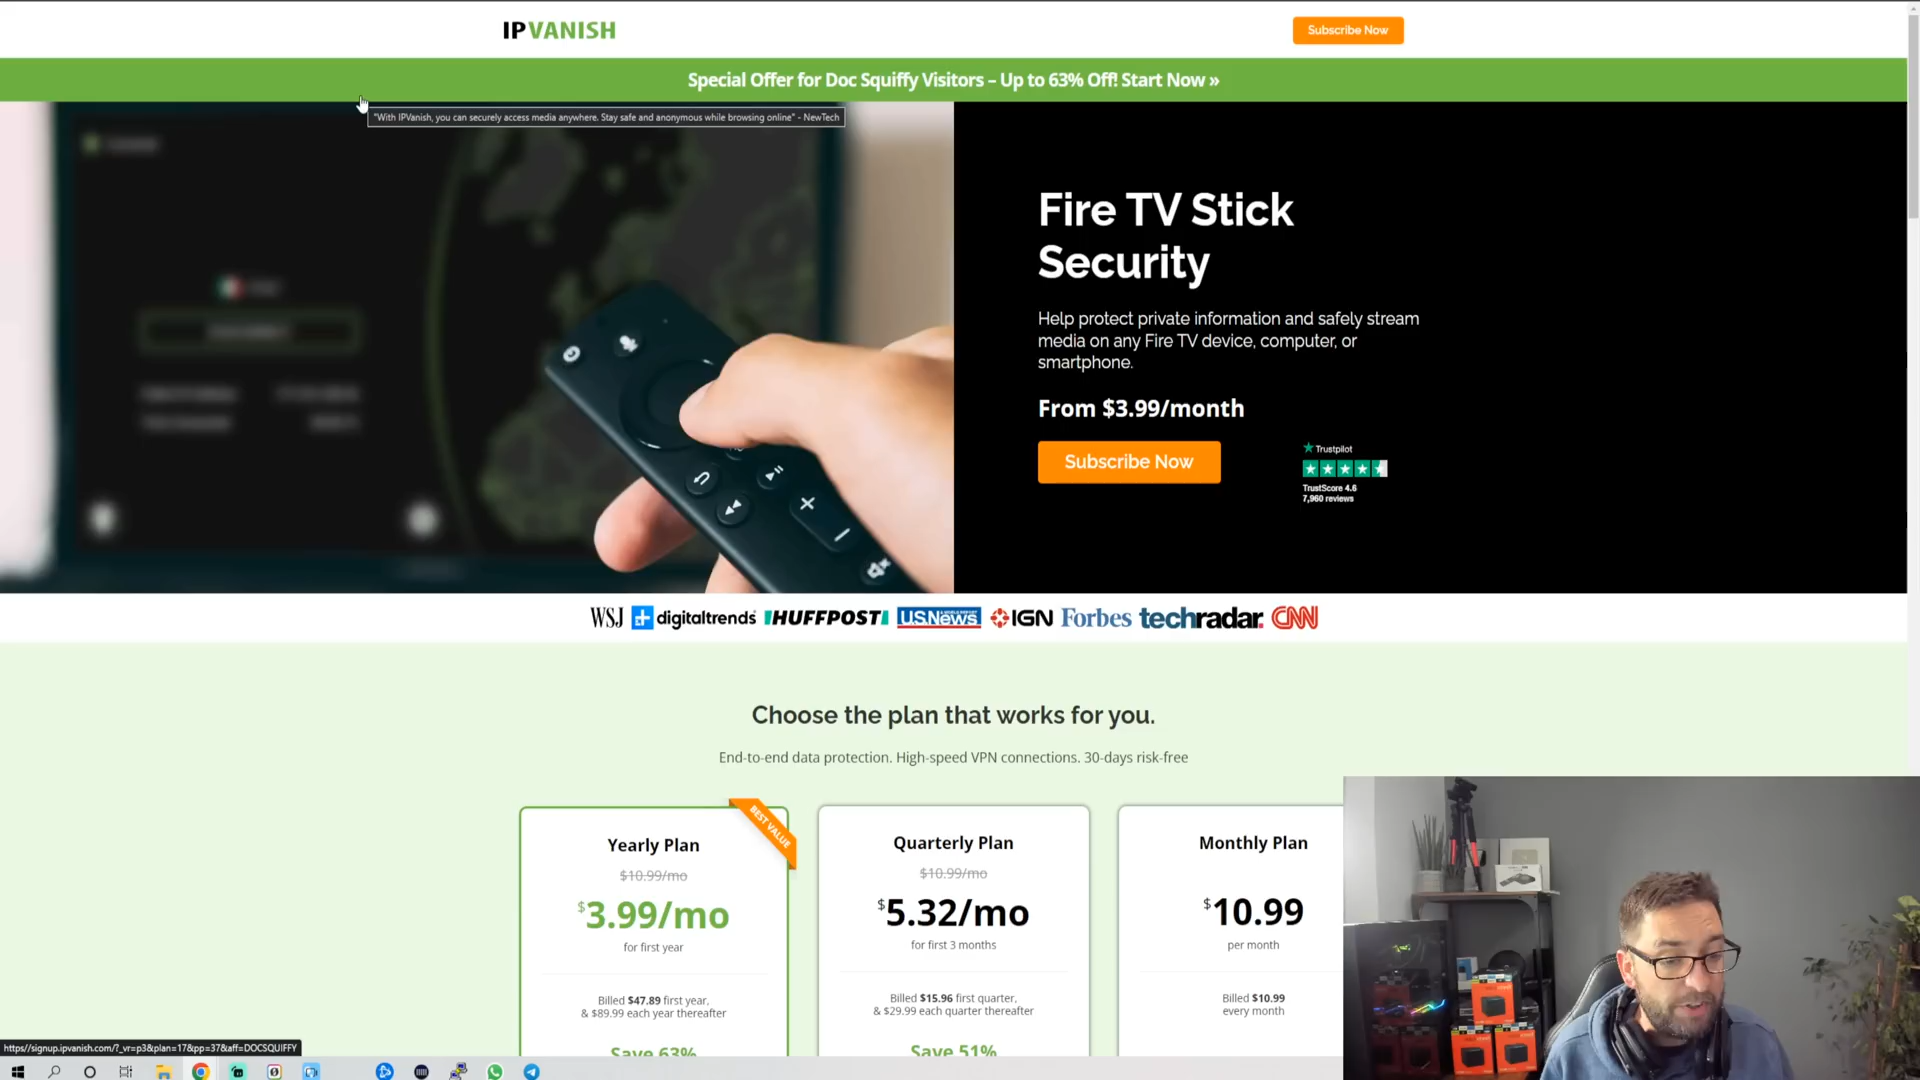 IPVANISH
Subscribe Now
Special Offer for Doc Squiffy Visitors – Up to 63% Off! Start Now »
"With IPVanish, you can securely access media anywhere. Stay safe and anonymous while browsing online" - NewTech
Fire TV Stick
Security
Help protect private information and safely stream
media on any Fire TV device, computer, or
smartphone.
From $3.99/month
Subscribe Now
Trustpilot
TrustScore 4.6
7,960 reviews
WSJ digitaltrends HUFFPOST U.S.News IGN Forbes techradar. CNN
Choose the plan that works for you.
End-to-end data protection. High-speed VPN connections. 30-days risk-free
BEST VALUE
Yearly Plan
$10.99/mo
$3.99/mo
for first year
Billed $47.89 first year,
& $89.99 each year thereafter
Save 63%
Quarterly Plan
$10.99/mo
$5.32/mo
for first 3 months
Billed $15.96 first quarter,
& $29.99 each quarter thereafter
Save 51%
Monthly Plan
$10.99
per month
Billed $10.99
every month
https://signup.ipvanish.com/?_vr=p3&plan=17&pp=37&aff=DOCSQUIFFY